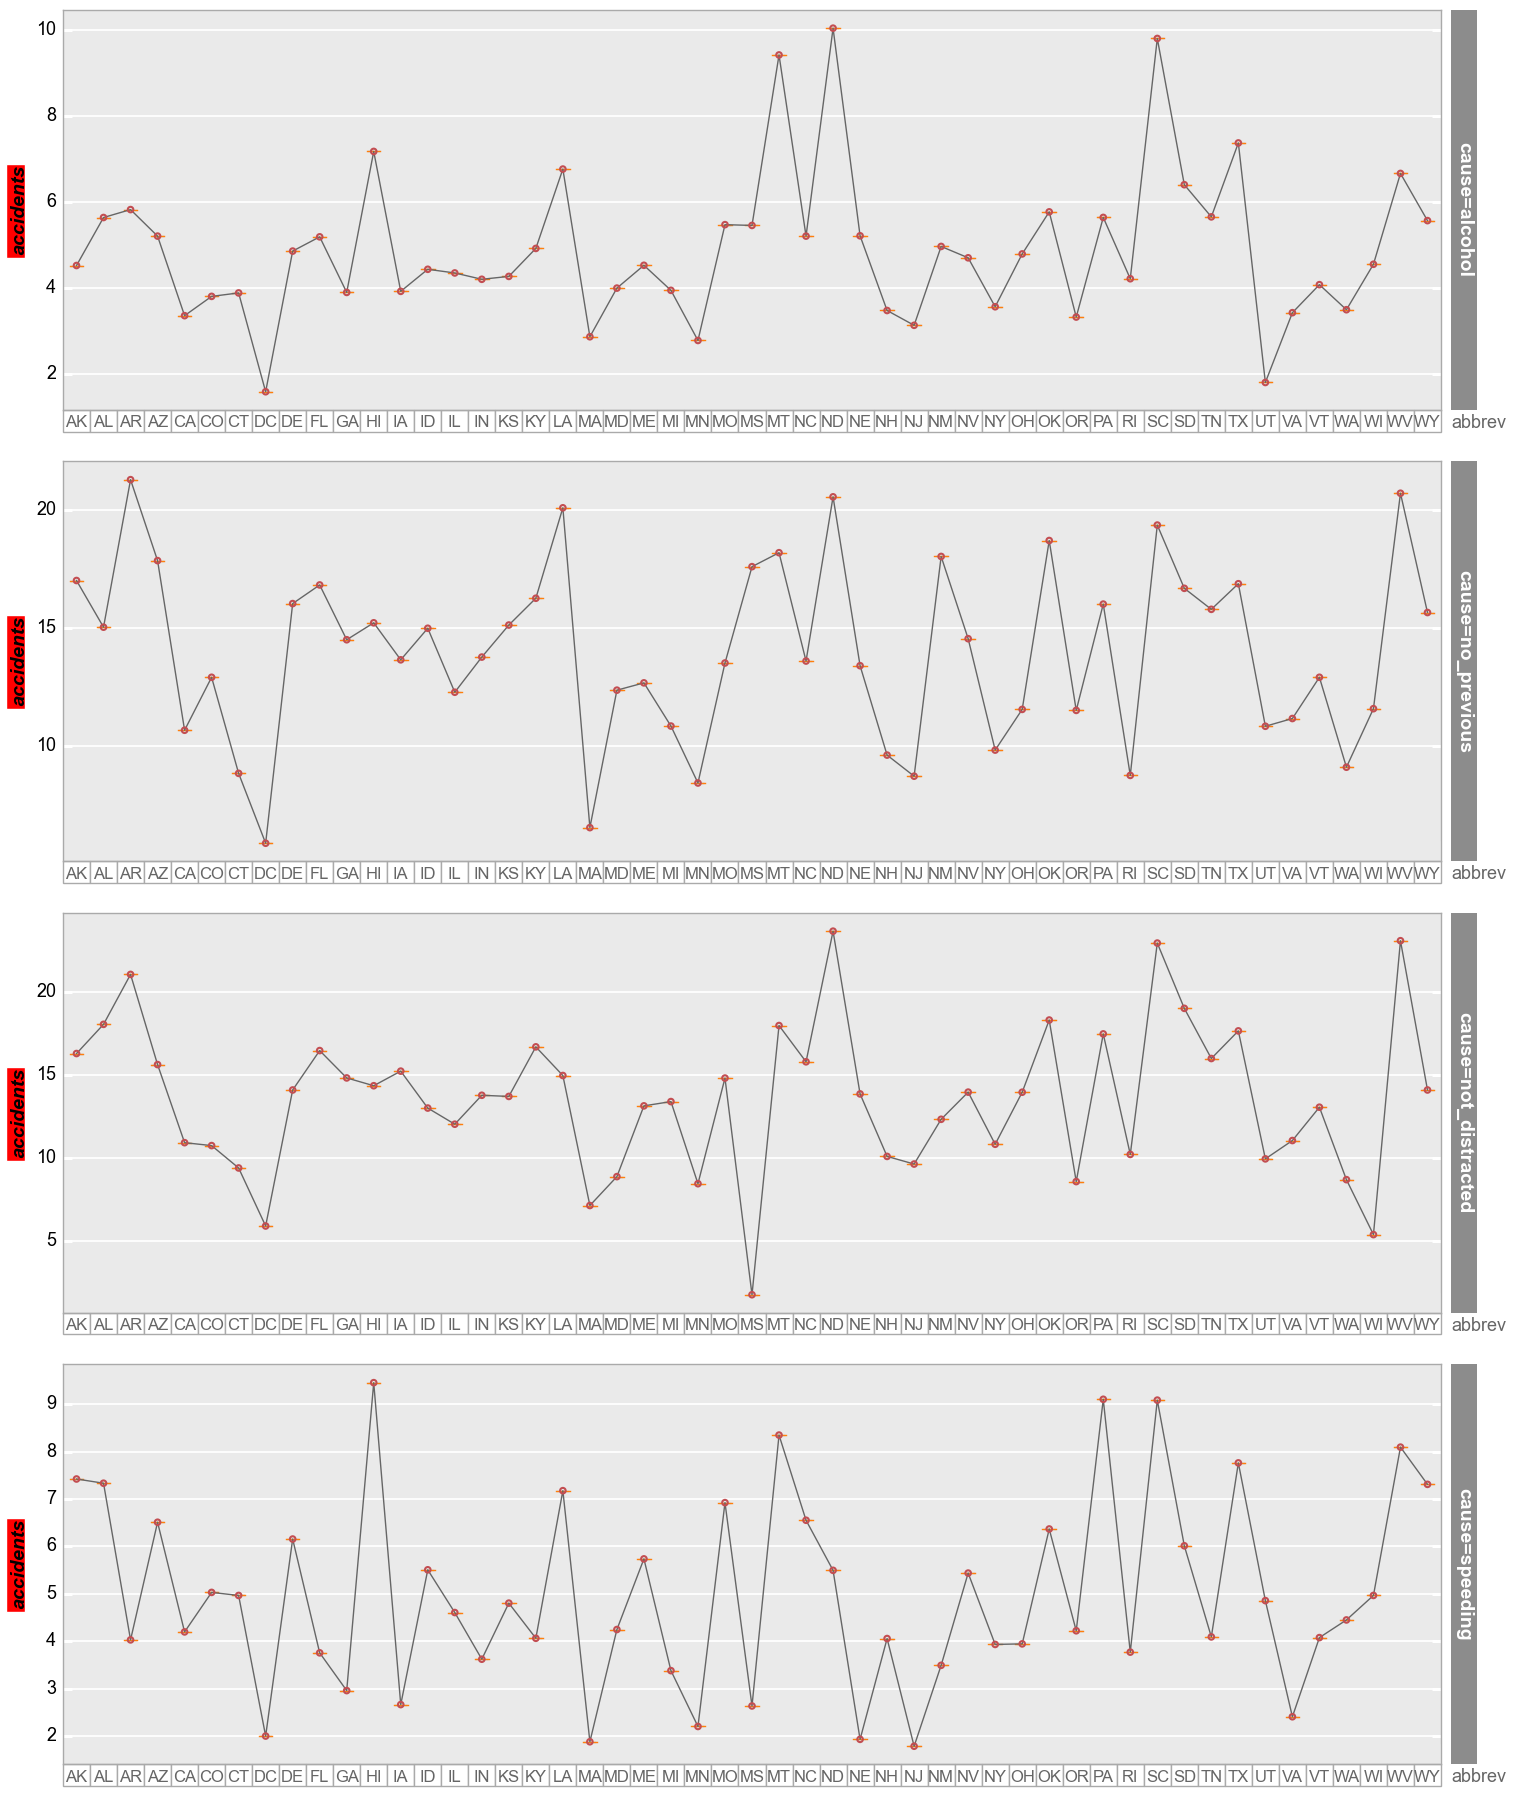 10
8
6
4
2
accidents
cause=alcohol
AK AL AR AZ CA CO CT DC DE FL GA HI IA ID IL IN KS KY LA MA MD ME MI MN MO MS MT NC ND NE NH NJ NM NV NY OH OK OR PA RI SC SD TN TX UT VA VT WA WI WV WY abbrev
20
15
10
accidents
cause=no_previous
AK AL AR AZ CA CO CT DC DE FL GA HI IA ID IL IN KS KY LA MA MD ME MI MN MO MS MT NC ND NE NH NJ NM NV NY OH OK OR PA RI SC SD TN TX UT VA VT WA WI WV WY abbrev
20
15
10
5
accidents
cause=not_distracted
AK AL AR AZ CA CO CT DC DE FL GA HI IA ID IL IN KS KY LA MA MD ME MI MN MO MS MT NC ND NE NH NJ NM NV NY OH OK OR PA RI SC SD TN TX UT VA VT WA WI WV WY abbrev
9
8
7
6
5
4
3
2
accidents
cause=speeding
AK AL AR AZ CA CO CT DC DE FL GA HI IA ID IL IN KS KY LA MA MD ME MI MN MO MS MT NC ND NE NH NJ NM NV NY OH OK OR PA RI SC SD TN TX UT VA VT WA WI WV WY abbrev